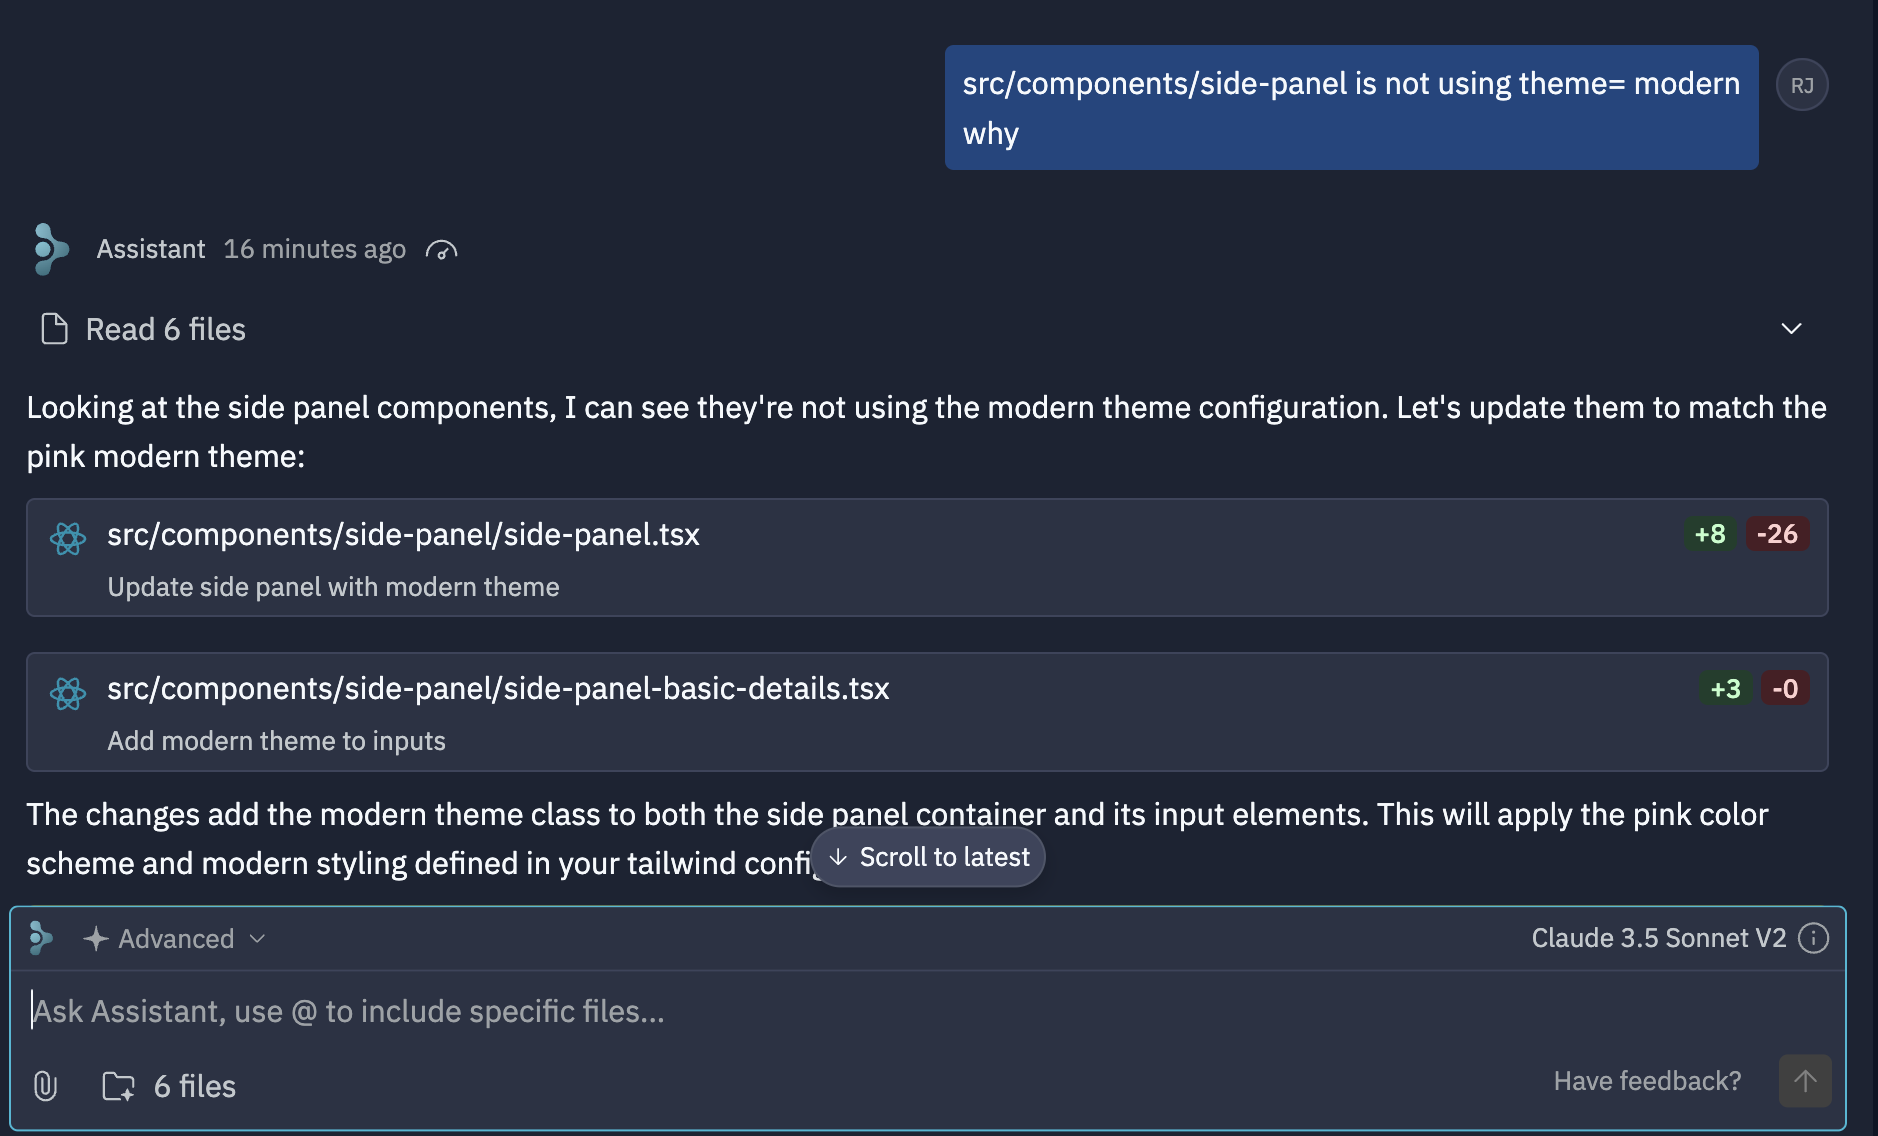 src/components/side-panel is not using theme= modern
why
RJ
Assistant 16 minutes ago
Read 6 files
Looking at the side panel components, I can see they're not using the modern theme configuration. Let's update them to match the
pink modern theme:
src/components/side-panel/side-panel.tsx +8 -26
Update side panel with modern theme
src/components/side-panel/side-panel-basic-details.tsx +3 -0
Add modern theme to inputs
The changes add the modern theme class to both the side panel container and its input elements. This will apply the pink color
scheme and modern styling defined in your tailwind
Scroll to latest
Advanced
Claude 3.5 Sonnet V2
Ask Assistant, use @ to include specific files...
6 files
Have feedback?